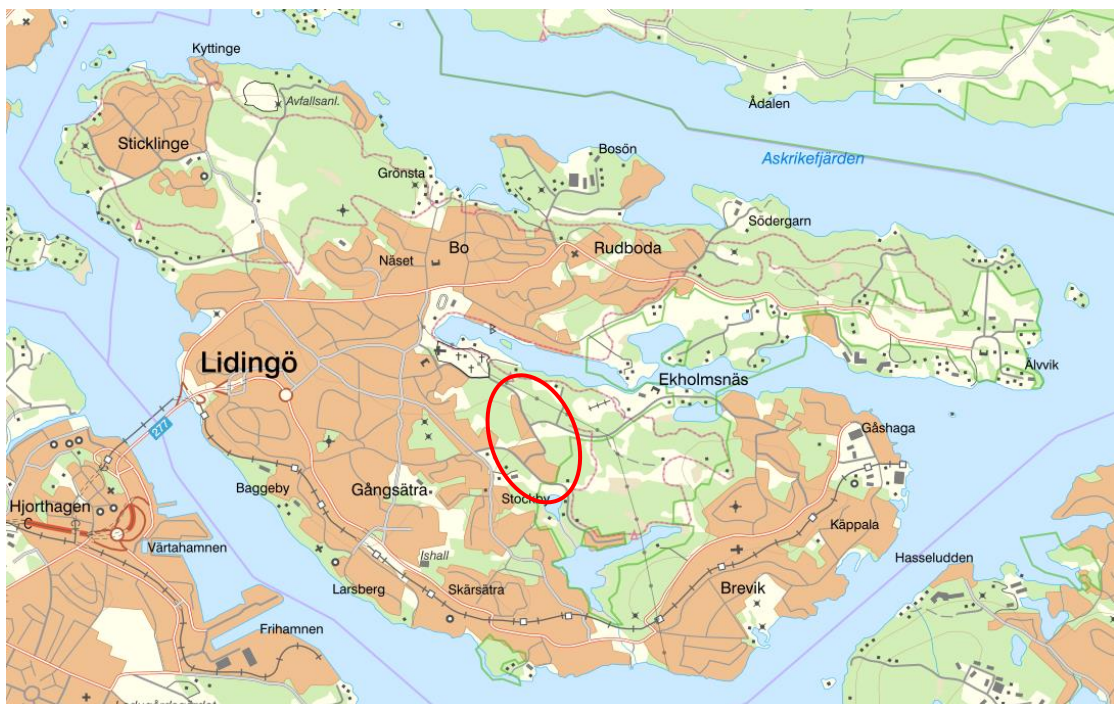 Kyttinge
Avfallsanl.
Ådalen
Sticklinge
Bosön
Askrikefjärden
Grönsta
Södergarn
Bo
Rudboda
Näset
Lidingö
Älvvik
Ekholmsnäs
277
Gåshaga
Baggeby
Gångsätra
Stockby
Hjorthagen
Käppala
Värtahamnen
Ishall
Hasseludden
Larsberg
Skärsätra
Brevik
Frihamnen